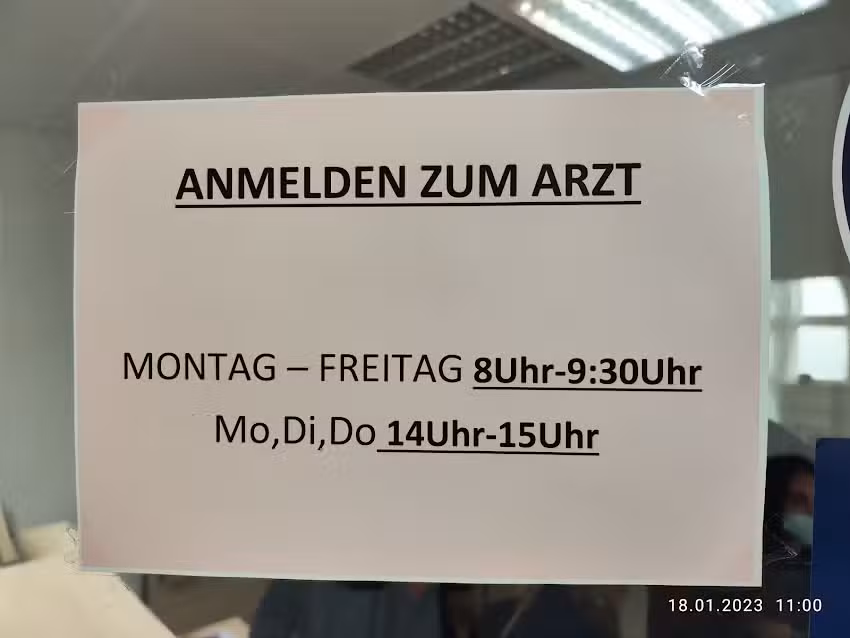 ANMELDEN ZUM ARZT
MONTAG – FREITAG 8Uhr-9:30Uhr
Mo,Di,Do 14Uhr-15Uhr
18.01.2023 11:00